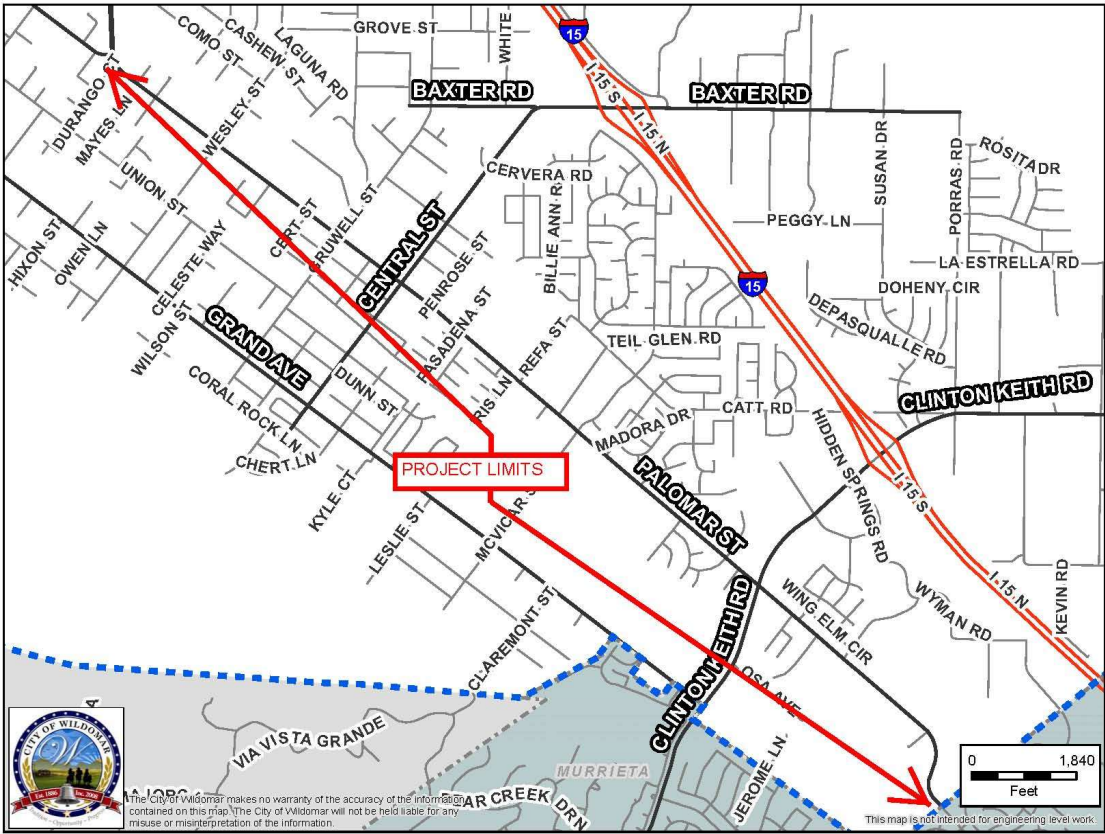 GROVE ST
WHITE
LAGUNA RD
CASHEW ST
COMO ST
15
I-15 S
I-15 N
BAXTER RD
BAXTER RD
DURANGO ST
MAYES LN
WESLEY ST
UNION ST
CERVERA RD
BILLIE ANN R
SUSAN DR
PORRAS RD
ROSITA DR
PEGGY LN
LA ESTRELLA RD
DOHENY CIR
DEPASQUALLE RD
15
HIXON ST
OWEN LN
CELESTE WAY
WILSON ST
CERT ST
GRUWELL ST
CENTRAL ST
PENROSE ST
PASADENA ST
REFA ST
RIS LN
TEIL GLEN RD
GRAND AVE
DUNN ST
CORAL ROCK LN
CHERT LN
KYLE CT
LESLIE ST
MCVICAR S
PROJECT LIMITS
MADORA DR
CATT RD
CLINTON KEITH RD
HIDDEN SPRINGS RD
I-15 S
PALOMAR ST
WING ELM CIR
WYMAN RD
I-15 N
KEVIN RD
CLAREMONT ST
CLINTON KEITH RD
OSA AVE
JEROME LN
VIA VISTA GRANDE
MURRIETA
EAR CREEK DRN
A
MAJORCA
CITY OF WILDOMAR
Est. 1886
Inc. 2008
The City of Wildomar makes no warranty of the accuracy of the information
contained on this map. The City of Wildomar will not be held liable for any
misuse or misinterpretation of the information.
0 1,840
Feet
This map is not intended for engineering level work.